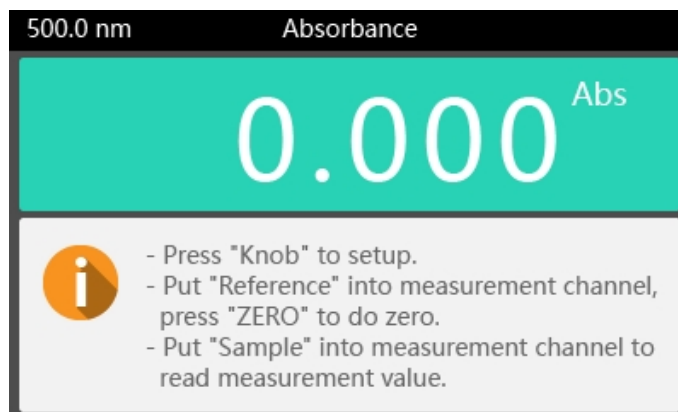 500.0 nm Absorbance
0.000 Abs
- Press "Knob" to setup.
- Put "Reference" into measurement channel,
press "ZERO" to do zero.
- Put "Sample" into measurement channel to
read measurement value.